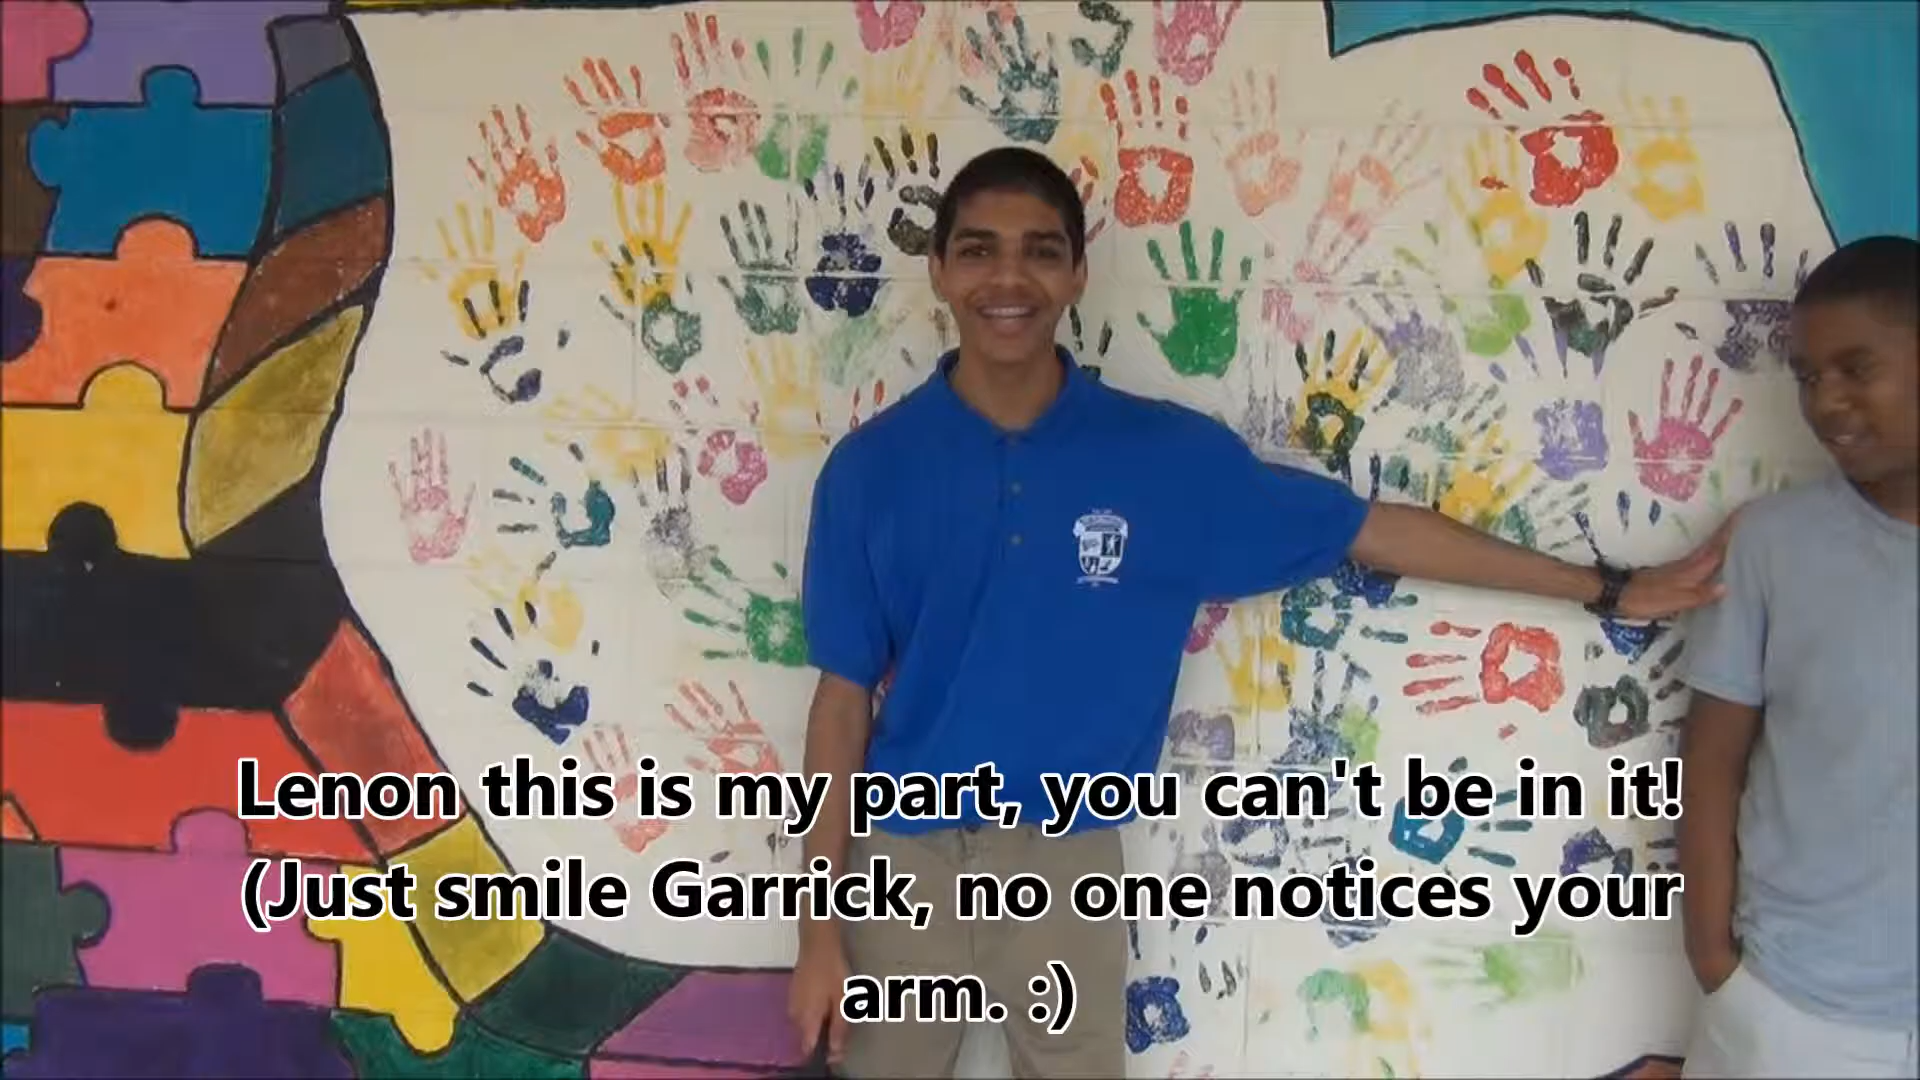 Lenon this is my part, you can't be in it!
(Just smile Garrick, no one notices your
arm. :)